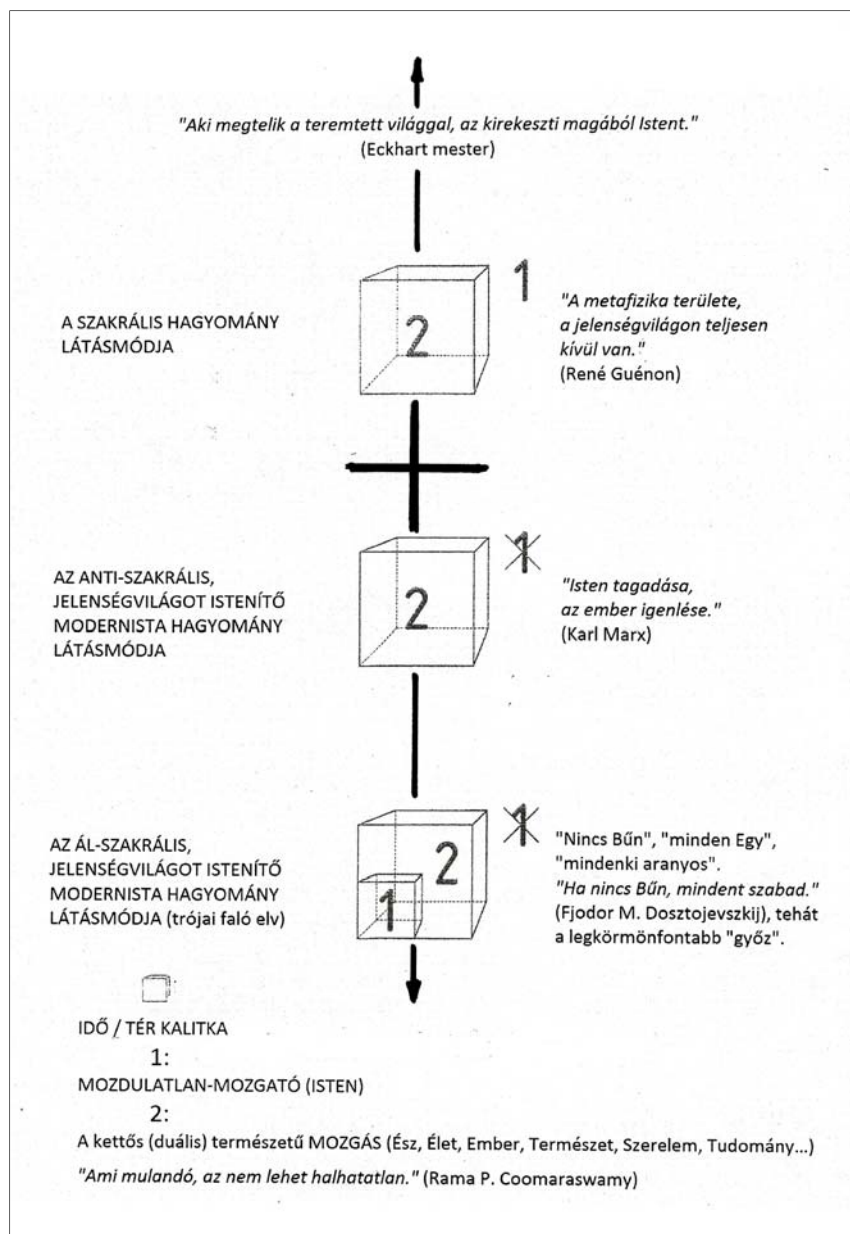 "Aki megtelik a teremtett világgal, az kirekeszti magából Istent."
(Eckhart mester)
1
2
A SZAKRÁLIS HAGYOMÁNY
LÁTÁSMÓDJA
"A metafizika területe,
a jelenségvilágon teljesen
kívül van."
(René Guénon)
1
2
AZ ANTI-SZAKRÁLIS,
JELENSÉGVILÁGOT ISTENÍTŐ
MODERNISTA HAGYOMÁNY
LÁTÁSMÓDJA
"Isten tagadása,
az ember igenlése."
(Karl Marx)
1
2
1
AZ ÁL-SZAKRÁLIS,
JELENSÉGVILÁGOT ISTENÍTŐ
MODERNISTA HAGYOMÁNY
LÁTÁSMÓDJA (trójai faló elv)
"Nincs Bűn", "minden Egy",
"mindenki aranyos".
"Ha nincs Bűn, mindent szabad."
(Fjodor M. Dosztojevszkij), tehát
a legkörmönfontabb "győz".
IDŐ / TÉR KALITKA
1:
MOZDULATLAN-MOZGATÓ (ISTEN)
2:
A kettős (duális) természetű MOZGÁS (Ész, Élet, Ember, Természet, Szerelem, Tudomány...)
"Ami mulandó, az nem lehet halhatatlan." (Rama P. Coomaraswamy)